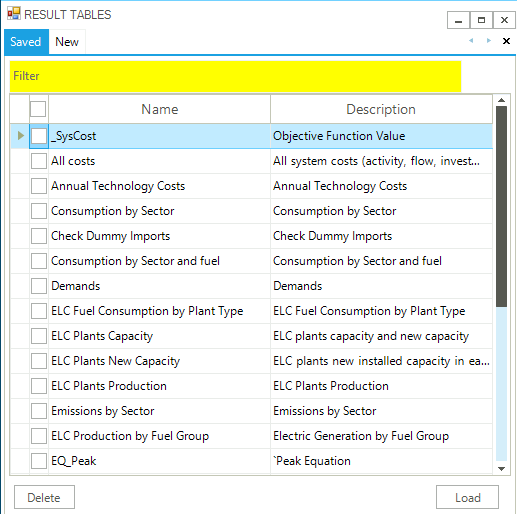 RESULT TABLES
Saved New
Filter
Name Description
_SysCost Objective Function Value
All costs All system costs (activity, flow, invest...
Annual Technology Costs Annual Technology Costs
Consumption by Sector Consumption by Sector
Check Dummy Imports Check Dummy Imports
Consumption by Sector and fuel Consumption by Sector and fuel
Demands Demands
ELC Fuel Consumption by Plant Type ELC Fuel Consumption by Plant Type
ELC Plants Capacity ELC plants capacity and new capacity
ELC Plants New Capacity ELC plants new installed capacity in ea...
ELC Plants Production ELC Plants Production
Emissions by Sector Emissions by Sector
ELC Production by Fuel Group Electric Generation by Fuel Group
EQ_Peak `Peak Equation
Delete Load